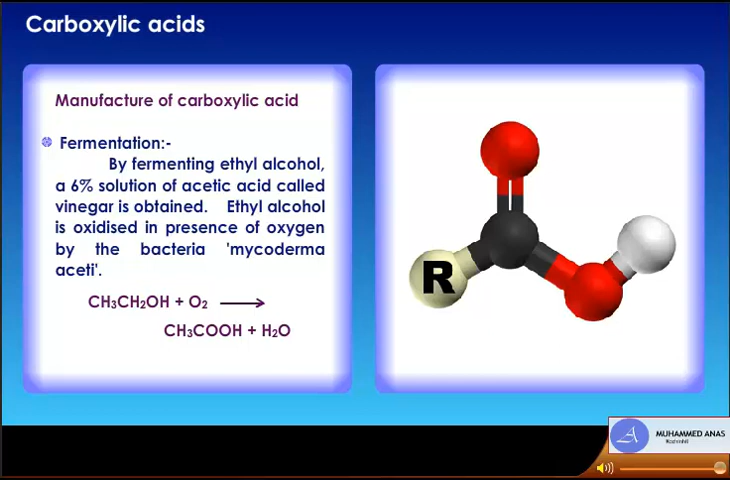 Carboxylic acids
Manufacture of carboxylic acid
Fermentation:-
By fermenting ethyl alcohol,
a 6% solution of acetic acid called
vinegar is obtained. Ethyl alcohol
is oxidised in presence of oxygen
by the bacteria 'mycoderma
aceti'.
CH₃CH₂OH + O₂ ⟶
CH₃COOH + H₂O
R
A
MUHAMMED ANAS